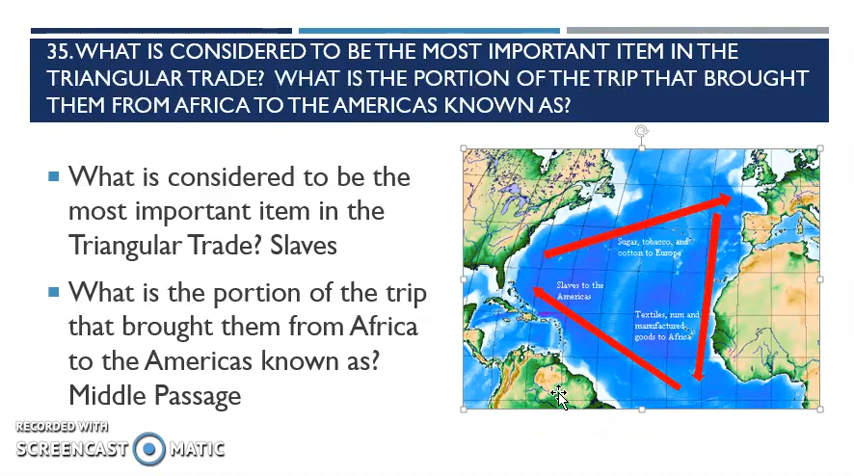 35. WHAT IS CONSIDERED TO BE THE MOST IMPORTANT ITEM IN THE
TRIANGULAR TRADE? WHAT IS THE PORTION OF THE TRIP THAT BROUGHT
THEM FROM AFRICA TO THE AMERICAS KNOWN AS?
What is considered to be the
most important item in the
Triangular Trade? Slaves
What is the portion of the trip
that brought them from Africa
to the Americas known as?
Middle Passage
Sugar, tobacco, and
cotton to Europe
Slaves to the
Americas
Textiles, rum and
manufactured
goods to Africa
RECORDED WITH
SCREENCAST MATIC